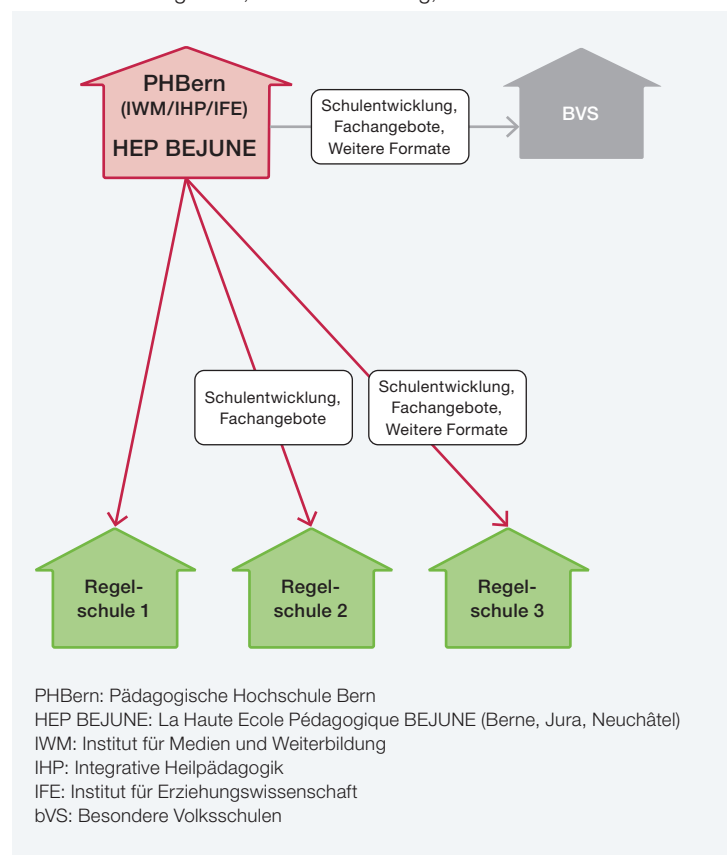 PHBern
(IWM/IHP/IFE)
HEP BEJUNE
Schulentwicklung,
Fachangebote,
Weitere Formate
BVS
Schulentwicklung,
Fachangebote
Schulentwicklung,
Fachangebote,
Weitere Formate
Regel-
schule 1
Regel-
schule 2
Regel-
schule 3
PHBern: Pädagogische Hochschule Bern
HEP BEJUNE: La Haute Ecole Pédagogique BEJUNE (Berne, Jura, Neuchâtel)
IWM: Institut für Medien und Weiterbildung
IHP: Integrative Heilpädagogik
IFE: Institut für Erziehungswissenschaft
bVS: Besondere Volksschulen